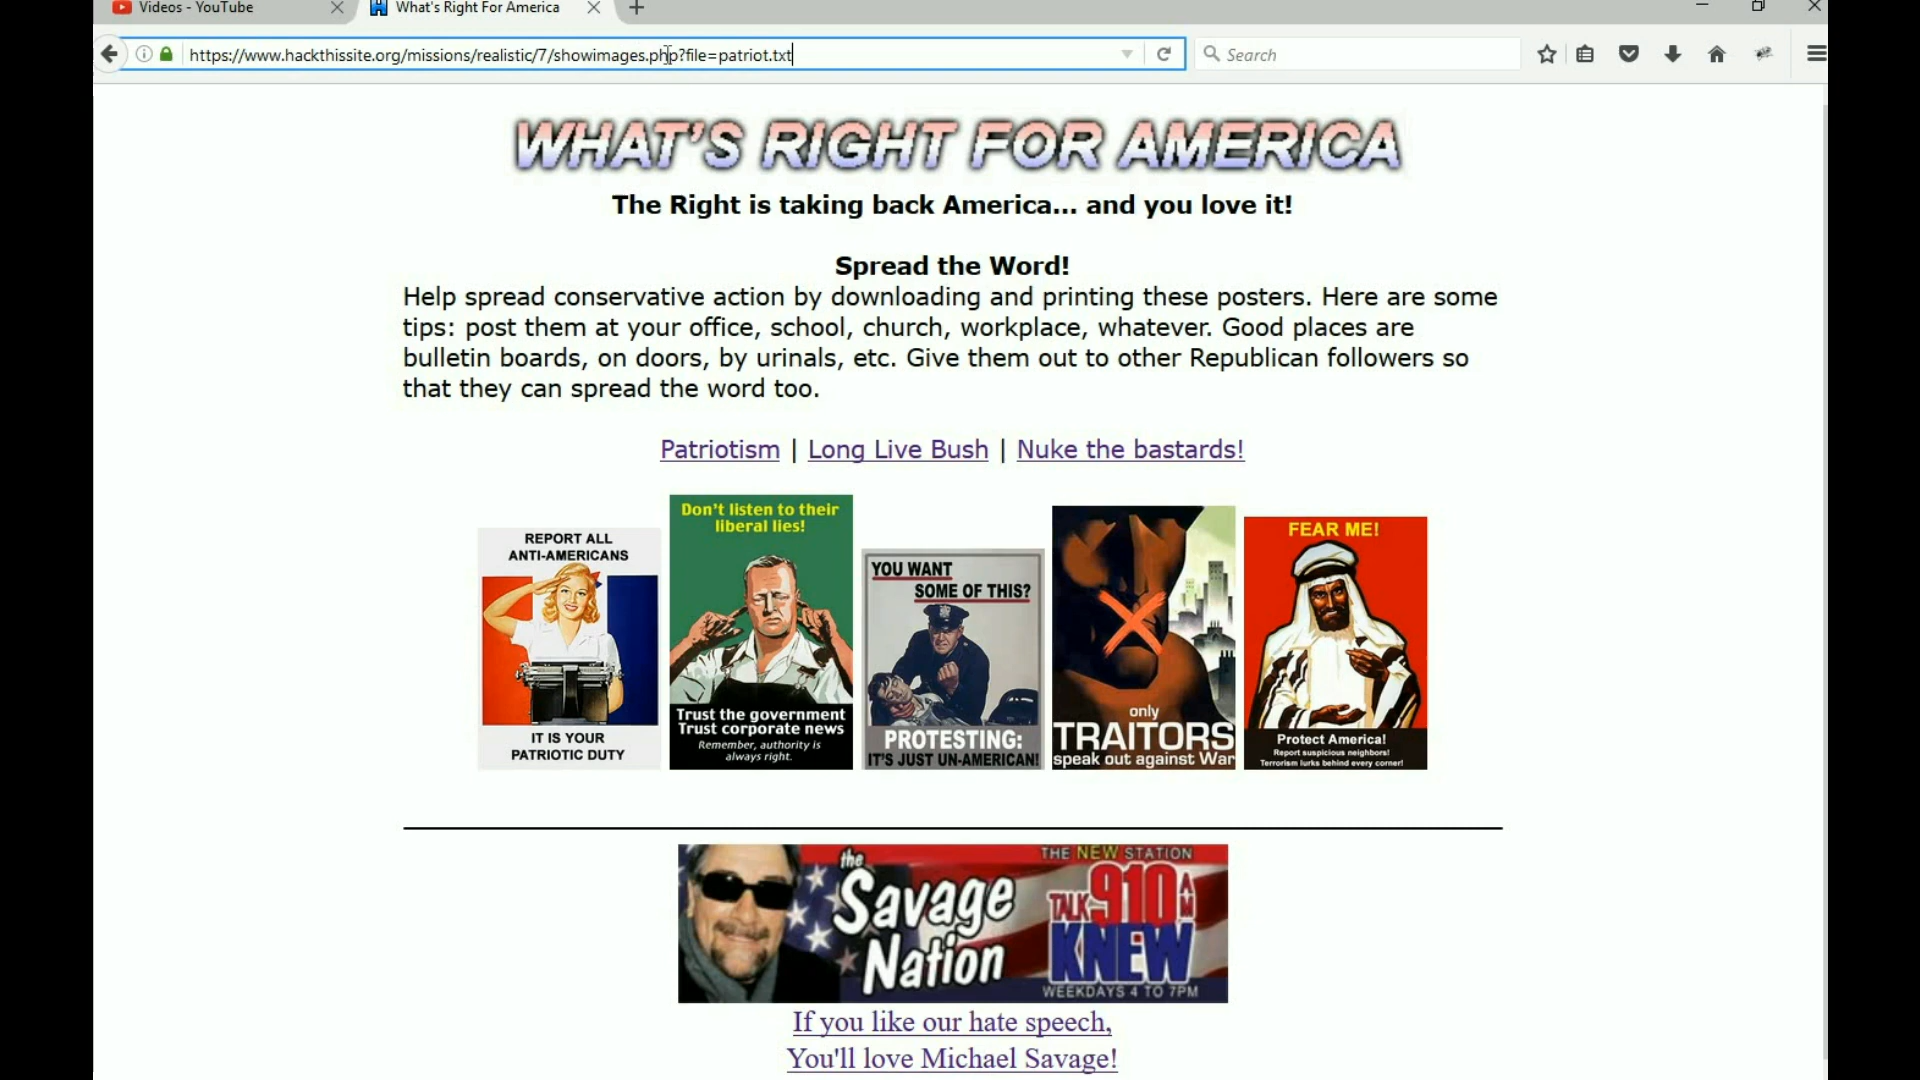 Videos - YouTube
What's Right For America
https://www.hackthissite.org/missions/realistic/7/showimages.php?file=patriot.txt
Search
WHAT'S RIGHT FOR AMERICA
The Right is taking back America... and you love it!
Spread the Word!
Help spread conservative action by downloading and printing these posters. Here are some
tips: post them at your office, school, church, workplace, whatever. Good places are
bulletin boards, on doors, by urinals, etc. Give them out to other Republican followers so
that they can spread the word too.
Patriotism | Long Live Bush | Nuke the bastards!
REPORT ALL
ANTI-AMERICANS
IT IS YOUR
PATRIOTIC DUTY
Don't listen to their
liberal lies!
Trust the government
Trust corporate news
Remember, authority is
always right.
YOU WANT
SOME OF THIS?
PROTESTING:
IT'S JUST UN-AMERICAN!
only
TRAITORS
speak out against War
FEAR ME!
Protect America!
Report suspicious neighbors!
Terrorism lurks behind every corner!
the
Savage
Nation
THE NEW STATION
TALK 910 AM
KNEW
WEEKDAYS 4 TO 7PM
If you like our hate speech,
You'll love Michael Savage!